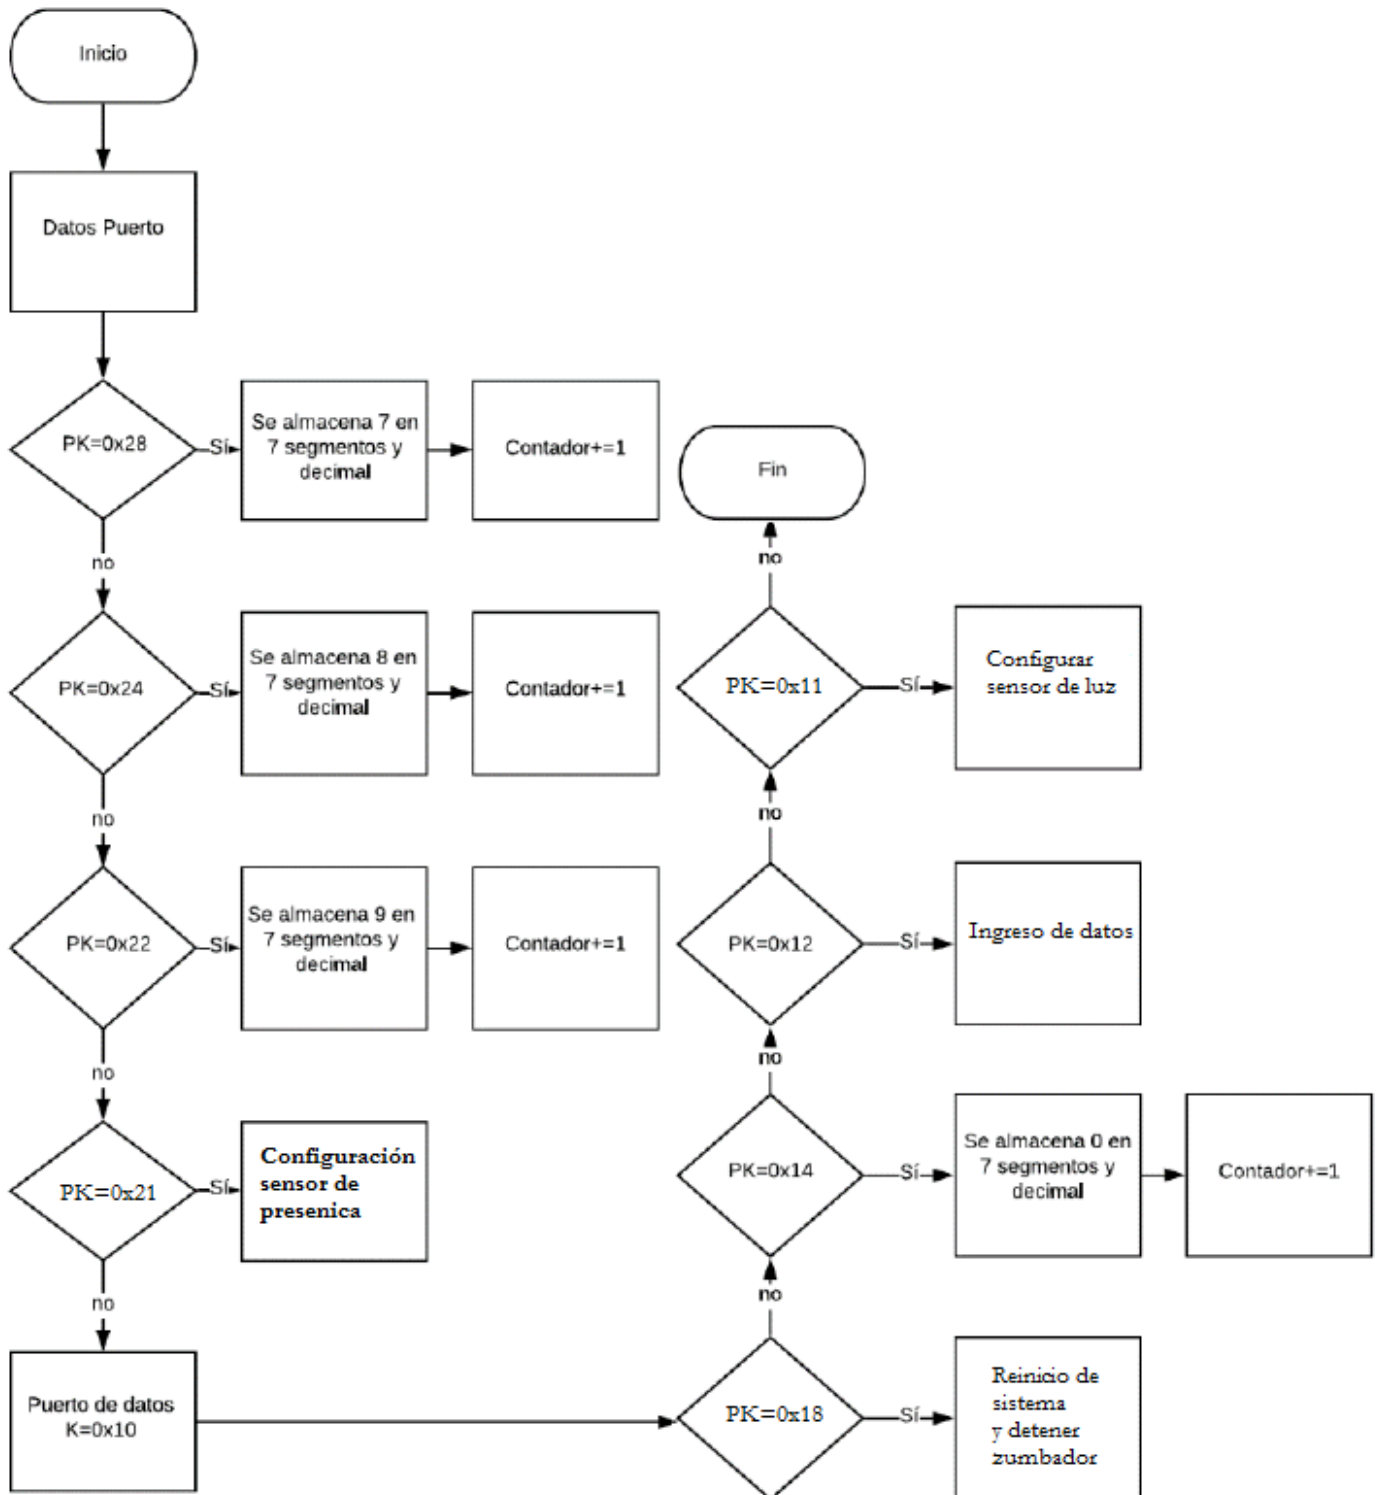 Inicio
Datos Puerto
PK=0x28
Sí
Se almacena 7 en
7 segmentos y
decimal
Contador+=1
no
PK=0x24
Sí
Se almacena 8 en
7 segmentos y
decimal
Contador+=1
no
PK=0x22
Sí
Se almacena 9 en
7 segmentos y
decimal
Contador+=1
no
PK=0x21
Sí
Configuración
sensor de
presenica
no
Puerto de datos
K=0x10
PK=0x18
Sí
Reinicio de
sistema
y detener
zumbador
no
PK=0x14
Sí
Se almacena 0 en
7 segmentos y
decimal
Contador+=1
no
PK=0x12
Sí
Ingreso de datos
no
PK=0x11
Sí
Configurar
sensor de luz
no
Fin